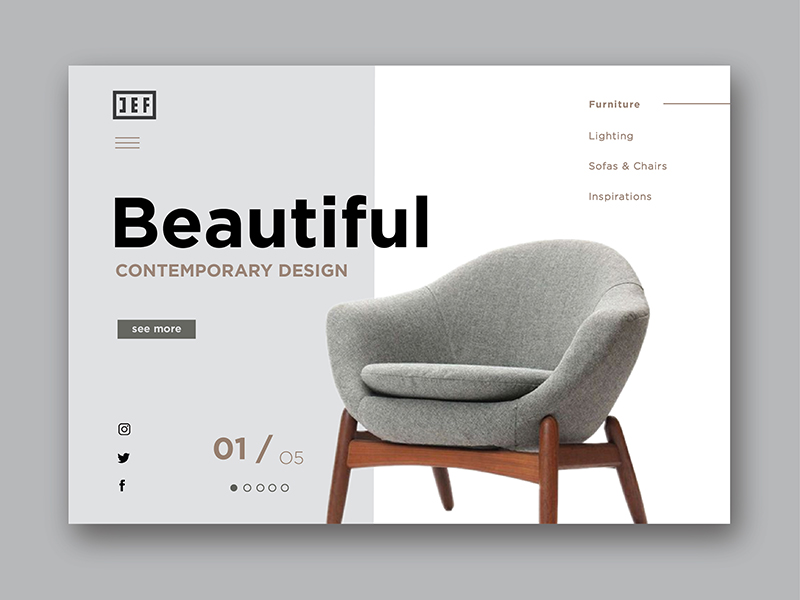 JEF
Furniture
Lighting
Sofas & Chairs
Inspirations
Beautiful
CONTEMPORARY DESIGN
see more
01 / 05